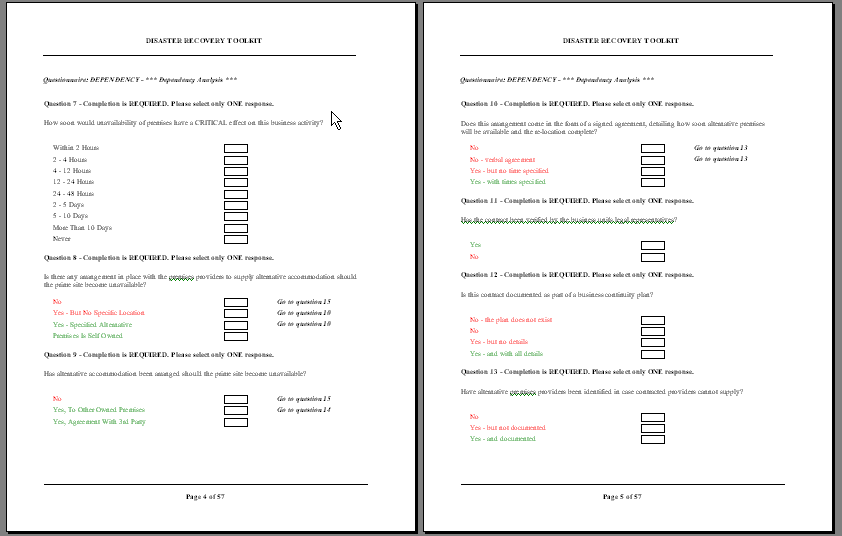 DISASTER RECOVERY TOOLKIT
Questionnaire: DEPENDENCY - *** Dependency Analysis ***
Question 7 - Completion is REQUIRED. Please select only ONE response.
How soon would unavailability of premises have a CRITICAL effect on this business activity?
Within 2 Hours
2 - 4 Hours
4 - 12 Hours
12 - 24 Hours
24 - 48 Hours
2 - 5 Days
5 - 10 Days
More Than 10 Days
Never
Question 8 - Completion is REQUIRED. Please select only ONE response.
Is there any arrangement in place with the premises providers to supply alternative accommodation should
the prime site become unavailable?
No Go to question 15
Yes - But No Specific Location Go to question 10
Yes - Specified Alternative Go to question 10
Premises Is Self Owned
Question 9 - Completion is REQUIRED. Please select only ONE response.
Has alternative accommodation been arranged should the prime site become unavailable?
No Go to question 15
Yes, To Other Owned Premises Go to question 14
Yes, Agreement With 3rd Party
Page 4 of 57
DISASTER RECOVERY TOOLKIT
Questionnaire: DEPENDENCY - *** Dependency Analysis ***
Question 10 - Completion is REQUIRED. Please select only ONE response.
Does this arrangement come in the form of a signed agreement, detailing how soon alternative premises
will be available and the re-location complete?
No Go to question 13
No - verbal agreement Go to question 13
Yes - but no time specified
Yes - with times specified
Question 11 - Completion is REQUIRED. Please select only ONE response.
Has the contract been verified by the business units legal representatives?
Yes
No
Question 12 - Completion is REQUIRED. Please select only ONE response.
Is this contract documented as part of a business continuity plan?
No - the plan does not exist
No
Yes - but no details
Yes - and with all details
Question 13 - Completion is REQUIRED. Please select only ONE response.
Have alternative premises providers been identified in case contracted providers cannot supply?
No
Yes - but not documented
Yes - and documented
Page 5 of 57